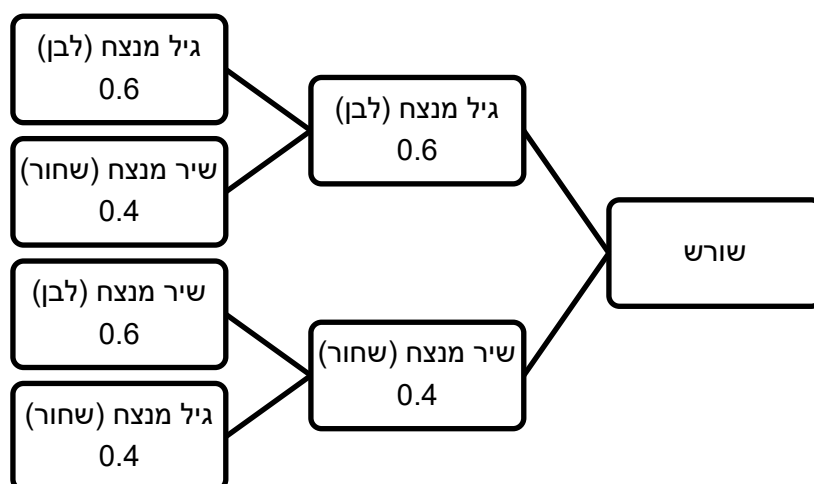 שורש
גיל מנצח (לבן)
0.6
שיר מנצח (שחור)
0.4
גיל מנצח (לבן)
0.6
שיר מנצח (שחור)
0.4
שיר מנצח (לבן)
0.6
גיל מנצח (שחור)
0.4